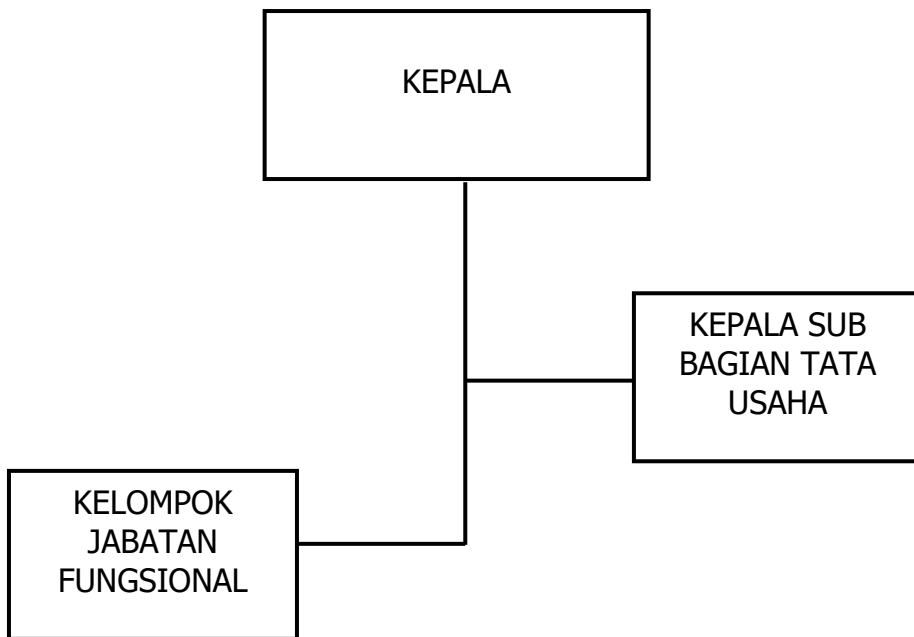 KEPALA
KEPALA SUB
BAGIAN TATA
USAHA
KELOMPOK
JABATAN
FUNGSIONAL